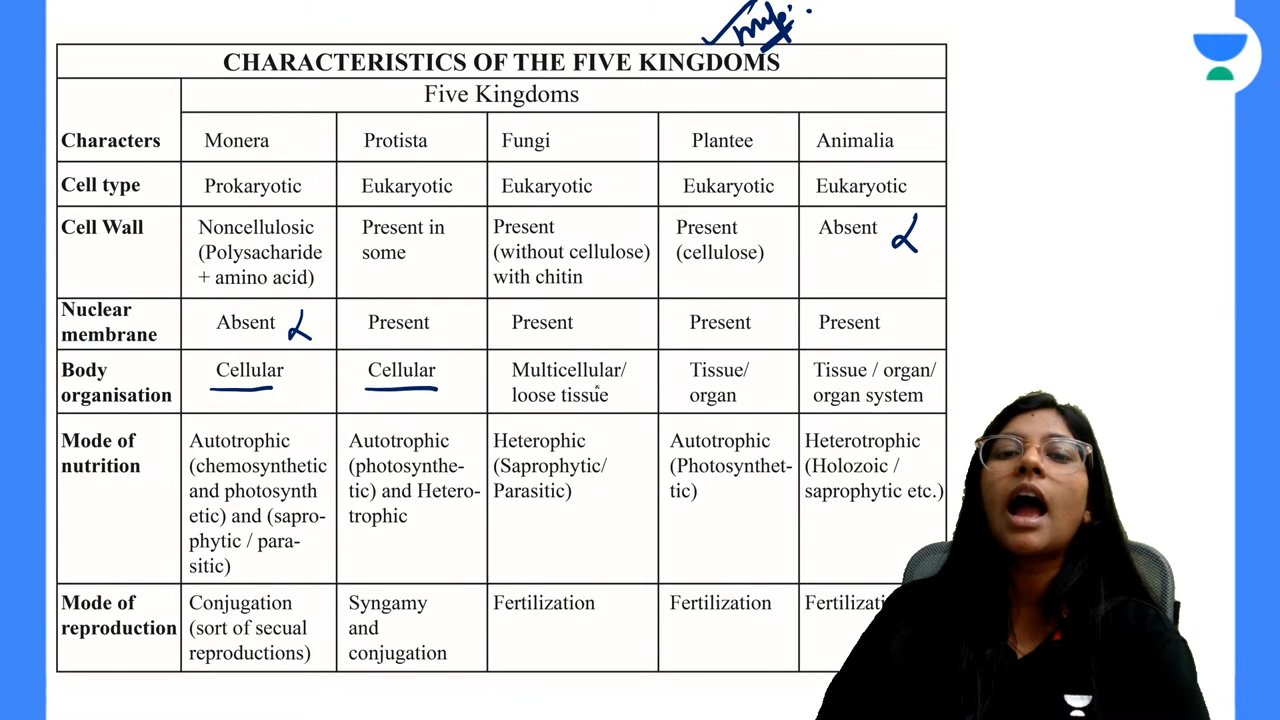 CHARACTERISTICS OF THE FIVE KINGDOMS
Five Kingdoms
Characters Monera Protista Fungi Plantee Animalia
Cell type Prokaryotic Eukaryotic Eukaryotic Eukaryotic Eukaryotic
Cell Wall
Noncellulosic
(Polysacharide
+ amino acid)
Present in
some
Present
(without cellulose)
with chitin
Present
(cellulose)
Absent
Nuclear
membrane
Absent
Present
Present
Present
Present
Body
organisation
Cellular
Cellular
Multicellular/
loose tissue
Tissue/
organ
Tissue / organ/
organ system
Mode of
nutrition
Autotrophic
(chemosynthetic
and photosynth
etic) and (sapro-
phytic / para-
sitic)
Autotrophic
(photosynthe-
tic) and Hetero-
trophic
Heterophic
(Saprophytic/
Parasitic)
Autotrophic
(Photosynthet-
tic)
Heterotrophic
(Holozoic /
saprophytic etc.)
Mode of
reproduction
Conjugation
(sort of secual
reproductions)
Syngamy
and
conjugation
Fertilization
Fertilization